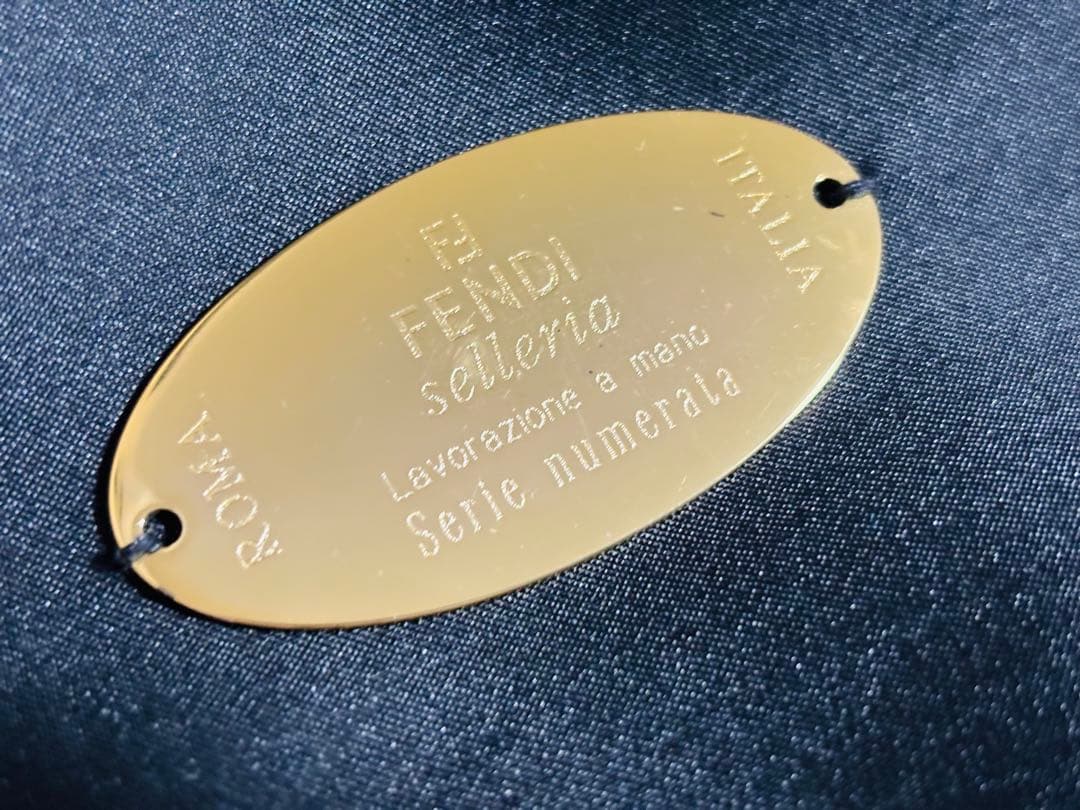 FENDI
selleria
Lavorazione a mano
Serie numerata
ROMA
ITALIA